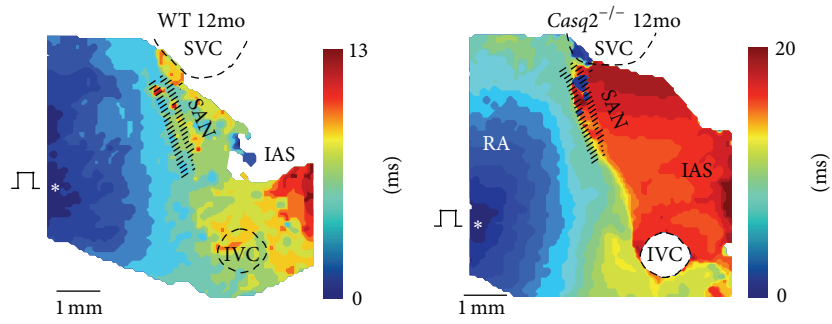 WT 12mo
SVC
SAN
IAS
IVC
*
1 mm
13
(ms)
0
Casq2−/− 12mo
SVC
SAN
RA
IAS
*
IVC
1 mm
20
(ms)
0